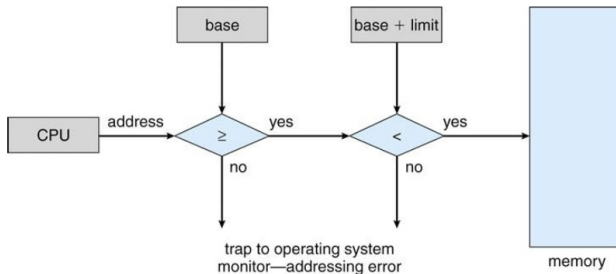 base
base + limit
address
yes
yes
CPU
≥
<
no
no
trap to operating system
monitor—addressing error
memory